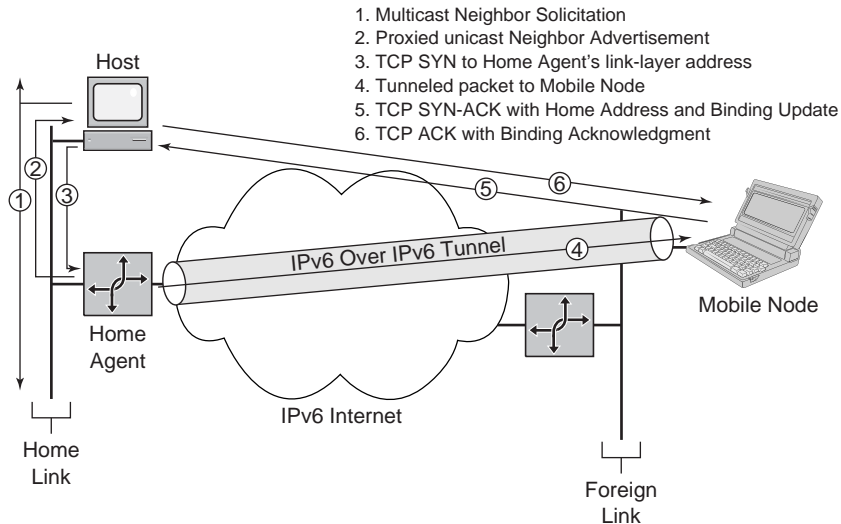 1. Multicast Neighbor Solicitation
2. Proxied unicast Neighbor Advertisement
3. TCP SYN to Home Agent's link-layer address
4. Tunneled packet to Mobile Node
5. TCP SYN-ACK with Home Address and Binding Update
6. TCP ACK with Binding Acknowledgment
Host
2
1
3
6
5
IPv6 Over IPv6 Tunnel
4
Mobile Node
Home
Agent
IPv6 Internet
Home
Link
Foreign
Link